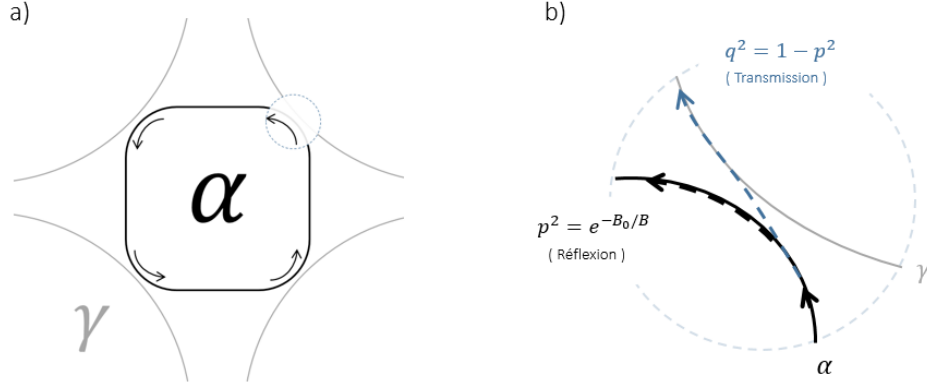 a)
α
γ
b)
q² = 1 − p²
( Transmission )
p² = e^{−B₀/B}
( Réflexion )
γ
α